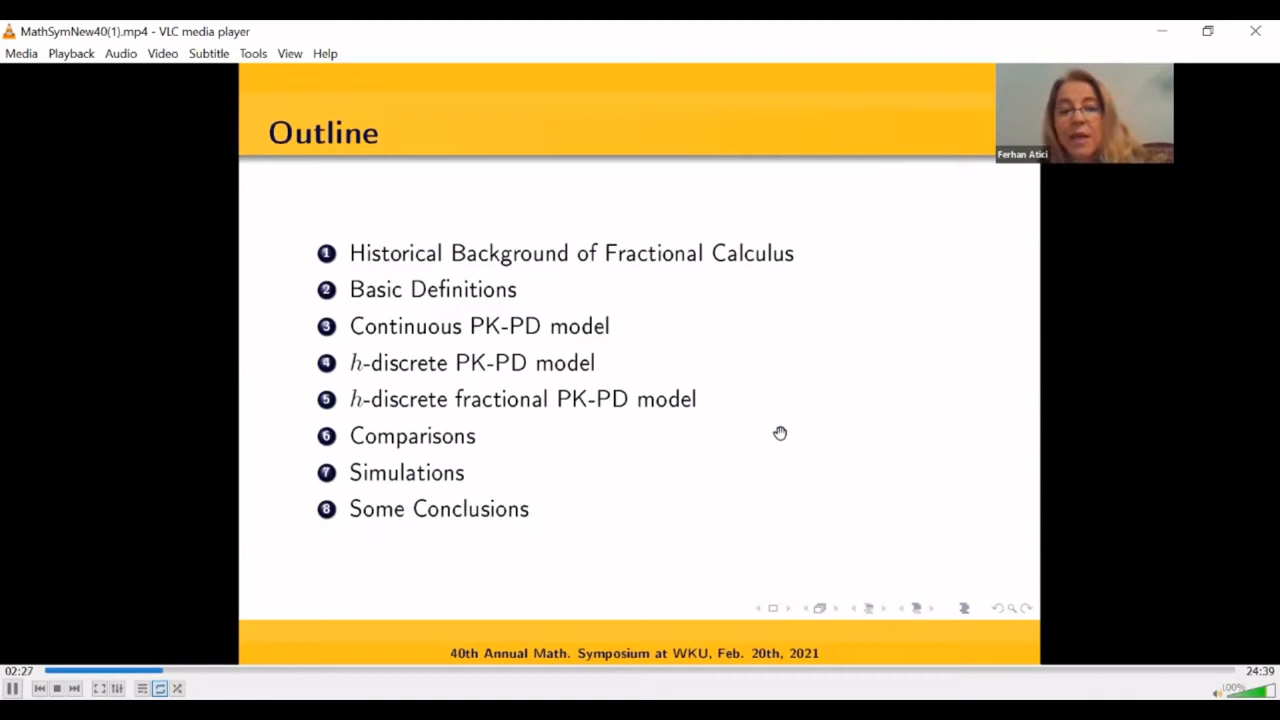 MathSymNew40(1).mp4 - VLC media player
Media Playback Audio Video Subtitle Tools View Help
Outline
Ferhan Atici
1 Historical Background of Fractional Calculus
2 Basic Definitions
3 Continuous PK-PD model
4 h-discrete PK-PD model
5 h-discrete fractional PK-PD model
6 Comparisons
7 Simulations
8 Some Conclusions
40th Annual Math. Symposium at WKU, Feb. 20th, 2021
02:27
24:39
100%